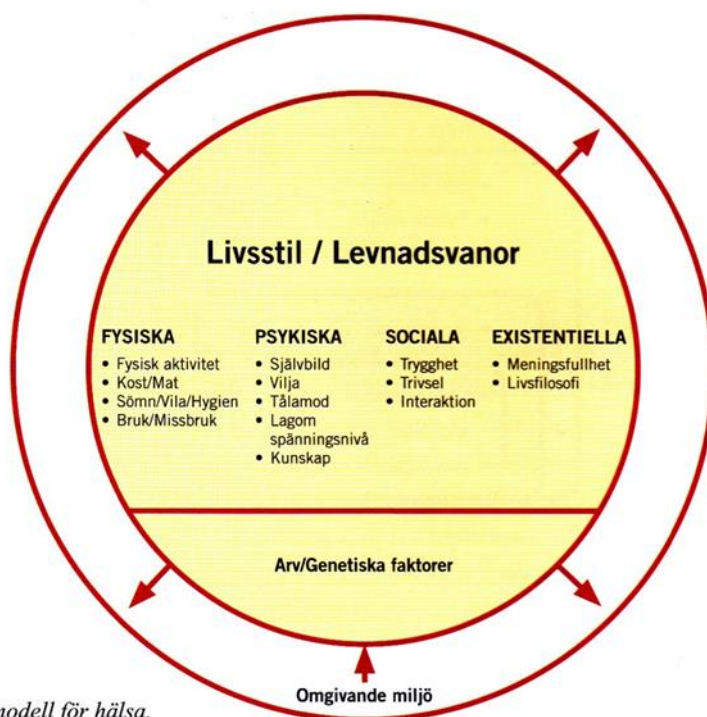 Livsstil / Levnadsvanor
FYSISKA
• Fysisk aktivitet
• Kost/Mat
• Sömn/Vila/Hygien
• Bruk/Missbruk
PSYKISKA
• Självbild
• Vilja
• Tålamod
• Lagom
spänningsnivå
• Kunskap
SOCIALA
• Trygghet
• Trivsel
• Interaktion
EXISTENTIELLA
• Meningsfullhet
• Livsfilosofi
Arv/Genetiska faktorer
Omgivande miljö
modell för hälsa.